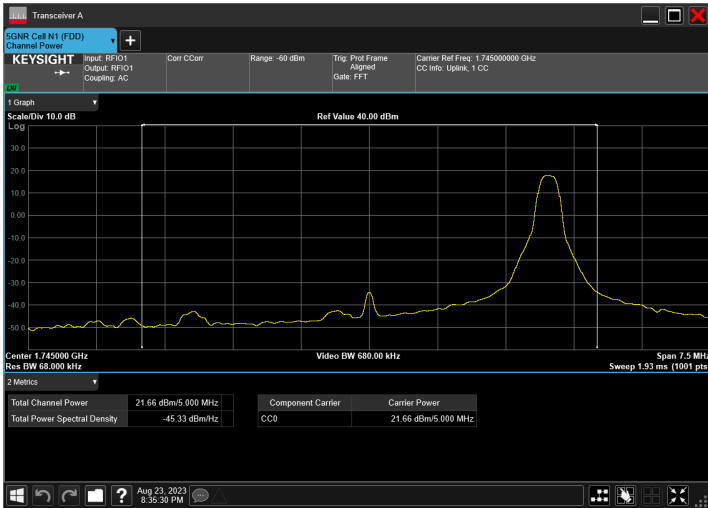 Transceiver A
5GNR Cell N1 (FDD)
Channel Power
KEYSIGHT
LXI
Input: RFIO1
Output: RFIO1
Coupling: AC
Corr CCorr
Range: -60 dBm
Trig: Prot Frame
Aligned
Gate: FFT
Carrier Ref Freq: 1.745000000 GHz
CC Info: Uplink, 1 CC
1 Graph
Scale/Div 10.0 dB
Ref Value 40.00 dBm
Log
30.0
20.0
10.0
0.00
-10.0
-20.0
-30.0
-40.0
-50.0
Center 1.745000 GHz
Video BW 680.00 kHz
Span 7.5 MHz
Res BW 68.000 kHz
Sweep 1.93 ms (1001 pts)
2 Metrics
Total Channel Power 21.66 dBm/5.000 MHz
Total Power Spectral Density -45.33 dBm/Hz
Component Carrier Carrier Power
CC0 21.66 dBm/5.000 MHz
?
Aug 23, 2023
8:35:30 PM